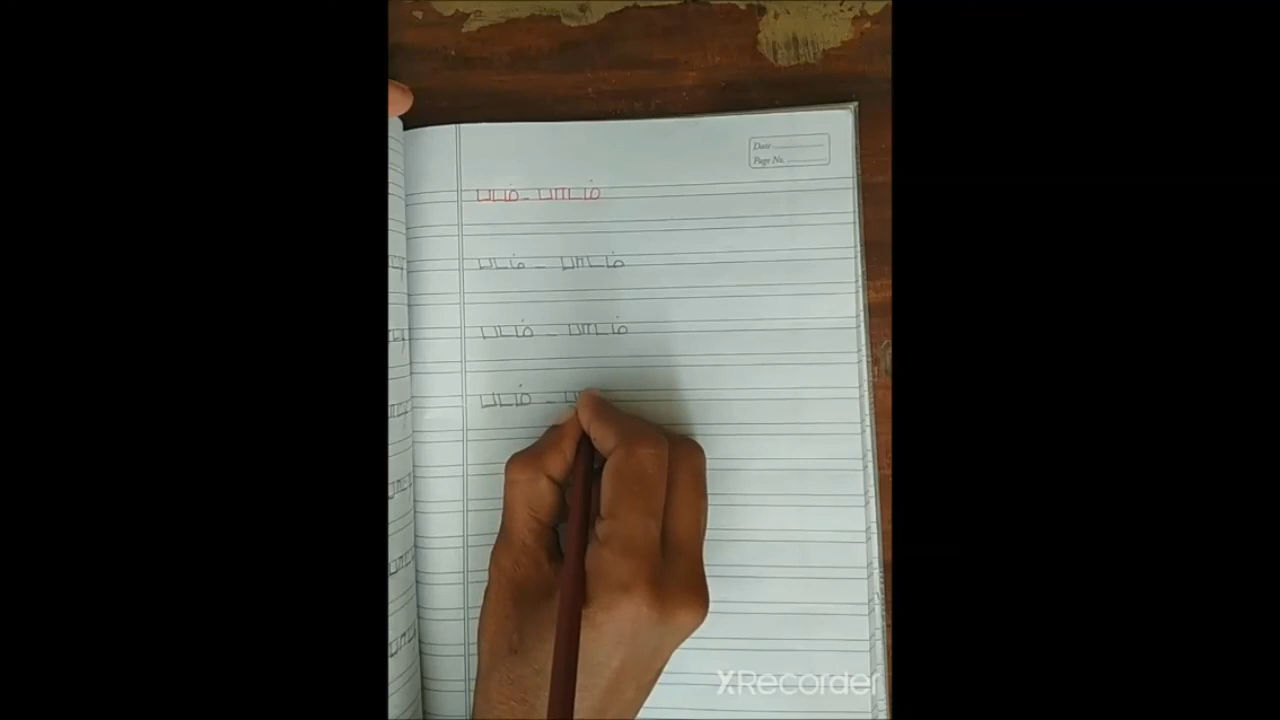 Date
Page No.
படம் - பாடம்
படம் - பாடம்
படம் - பாடம்
படம் -
XRecorder